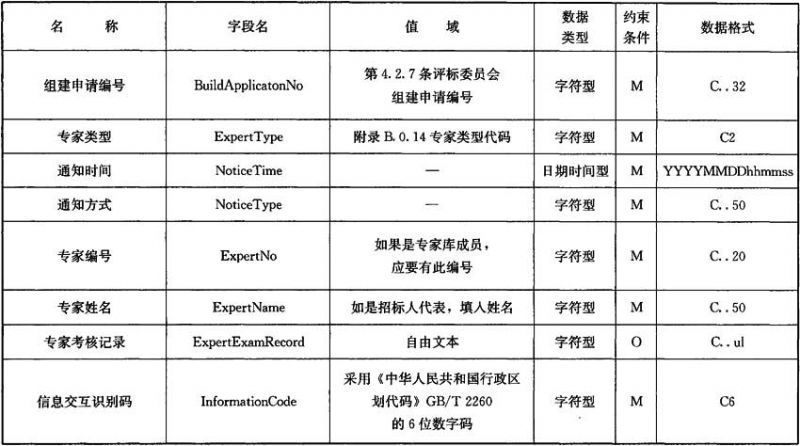 名 称 字段名 值 域 数据类型 约束条件 数据格式
组建申请编号 BuildApplicatonNo 第4.2.7条评标委员会组建申请编号 字符型 M C..32
专家类型 ExpertType 附录B.0.14专家类型代码 字符型 M C2
通知时间 NoticeTime — 日期时间型 M YYYYMMDDhhmmss
通知方式 NoticeType — 字符型 M C..50
专家编号 ExpertNo 如果是专家库成员，应要有此编号 字符型 M C..20
专家姓名 ExpertName 如是招标人代表，填人姓名 字符型 M C..50
专家考核记录 ExpertExamRecord 自由文本 字符型 O C..ul
信息交互识别码 InformationCode 采用《中华人民共和国行政区划代码》GB/T 2260的6位数字码 字符型 M C6